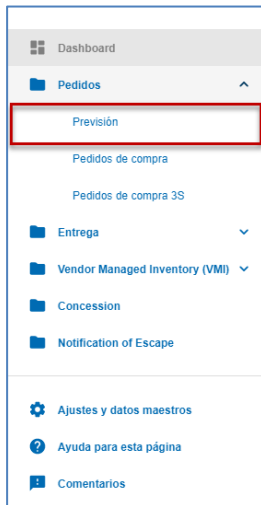 Dashboard
Pedidos
Previsión
Pedidos de compra
Pedidos de compra 3S
Entrega
Vendor Managed Inventory (VMI)
Concession
Notification of Escape
Ajustes y datos maestros
Ayuda para esta página
Comentarios